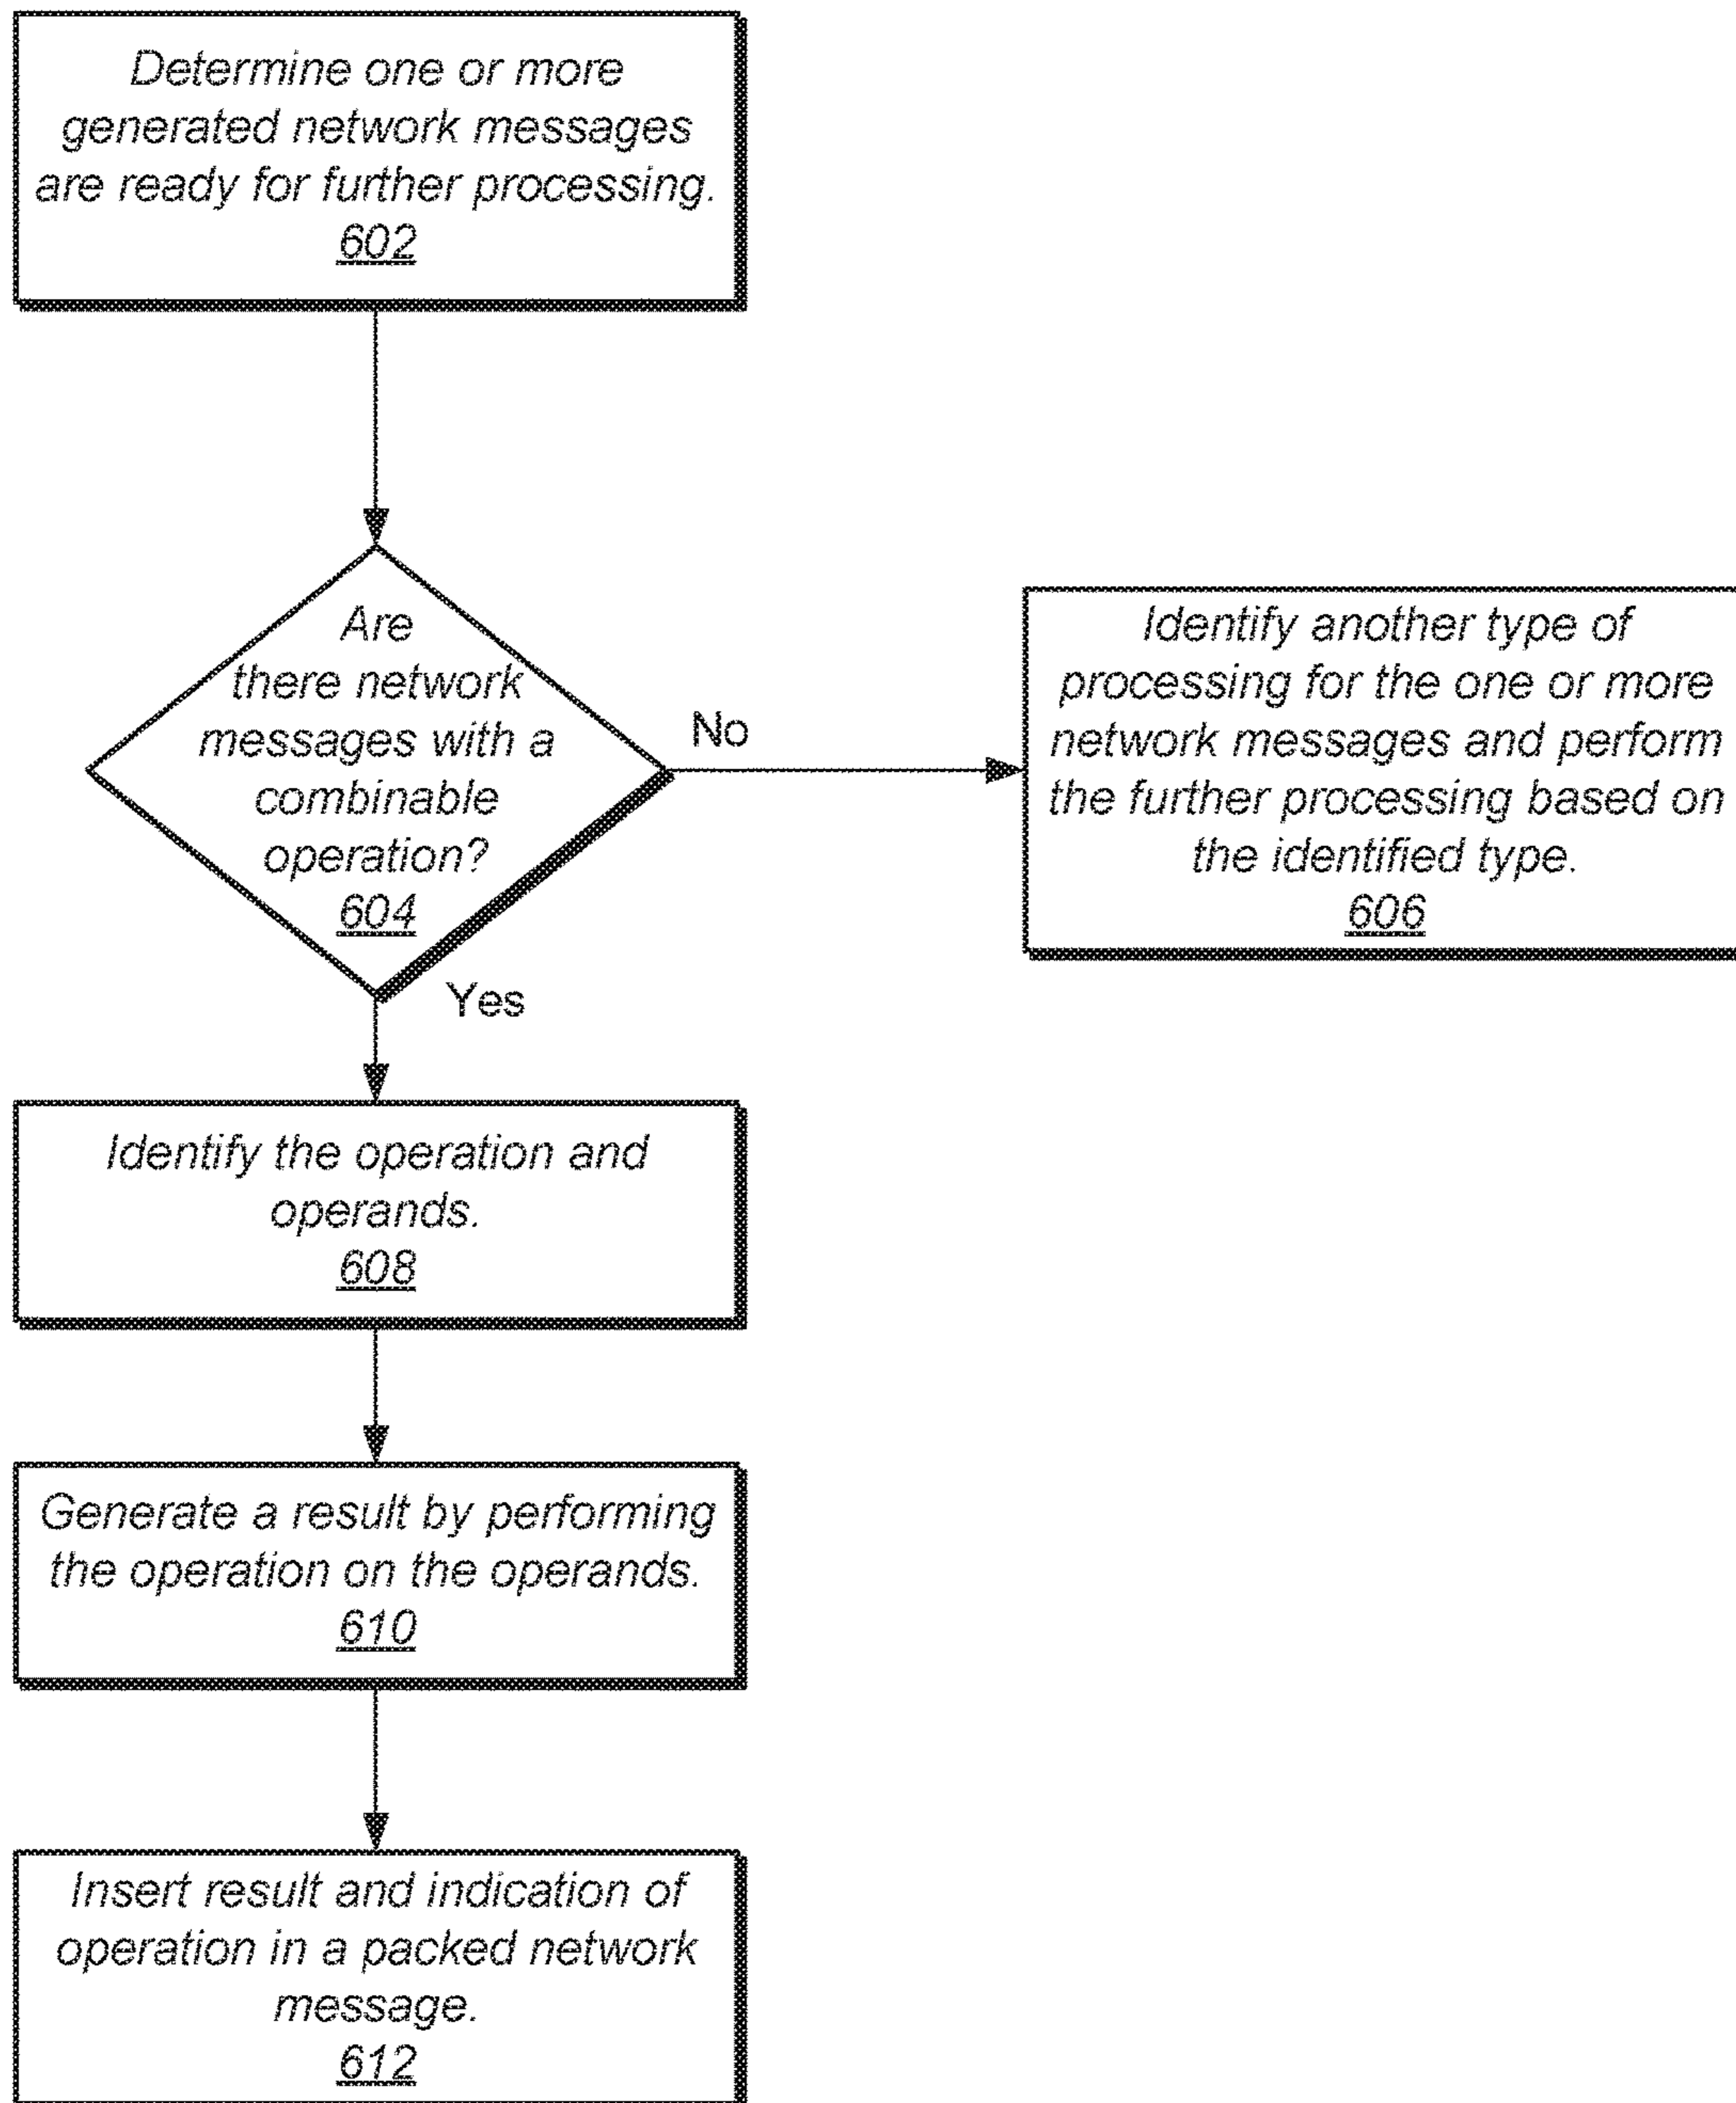 Determine one or more
generated network messages
are ready for further processing.
602
Are
there network
messages with a
combinable
operation?
604
No
Identify another type of
processing for the one or more
network messages and perform
the further processing based on
the identified type.
606
Yes
Identify the operation and
operands.
608
Generate a result by performing
the operation on the operands.
610
Insert result and indication of
operation in a packed network
message.
612